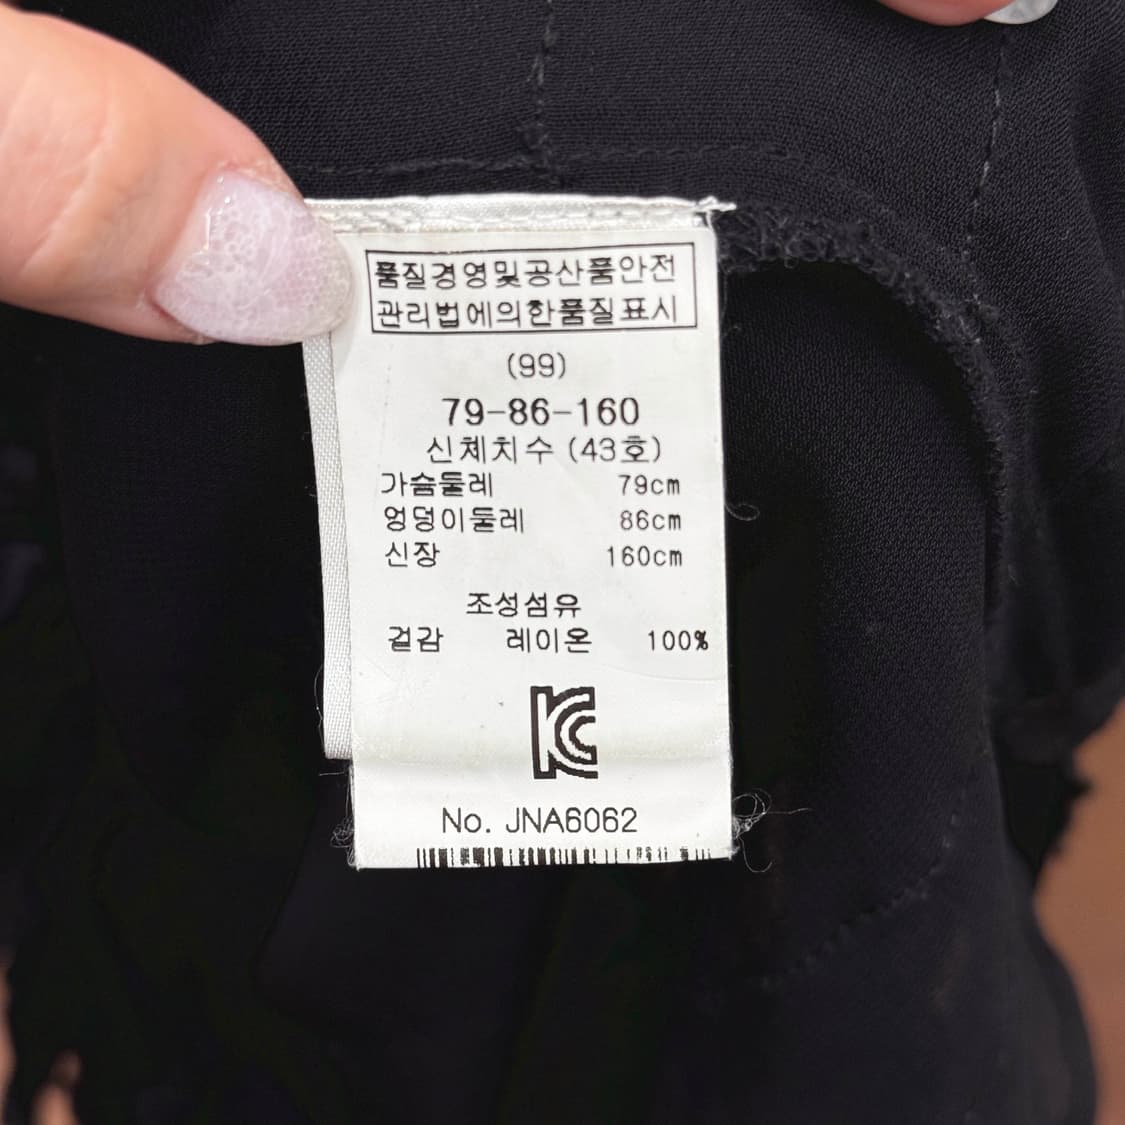 품질경영및공산품안전
관리법에의한품질표시
(99)
79-86-160
신체치수 (43호)
가슴둘레 79cm
엉덩이둘레 86cm
신장 160cm
조성섬유
겉감 레이온 100%
KC
No. JNA6062